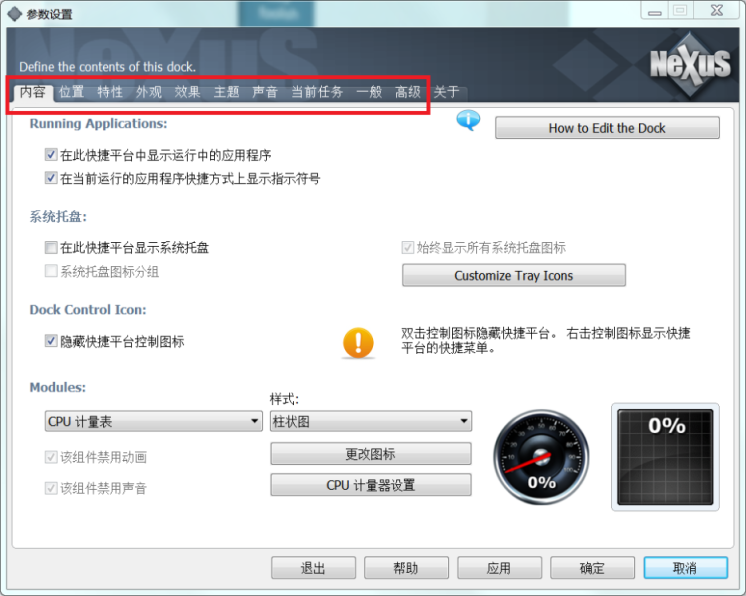 参数设置
NeXuS
Define the contents of this dock.
NeXuS
内容 位置 特性 外观 效果 主题 声音 当前任务 一般 高级 关于
Running Applications:
How to Edit the Dock
在此快捷平台中显示运行中的应用程序
在当前运行的应用程序快捷方式上显示指示符号
系统托盘:
在此快捷平台显示系统托盘
始终显示所有系统托盘图标
系统托盘图标分组
Customize Tray Icons
Dock Control Icon:
隐藏快捷平台控制图标
双击控制图标隐藏快捷平台。 右击控制图标显示快捷
平台的快捷菜单。
Modules:
样式:
CPU 计量表
柱状图
0%
该组件禁用动画
更改图标
0%
该组件禁用声音
CPU 计量器设置
退出
帮助
应用
确定
取消